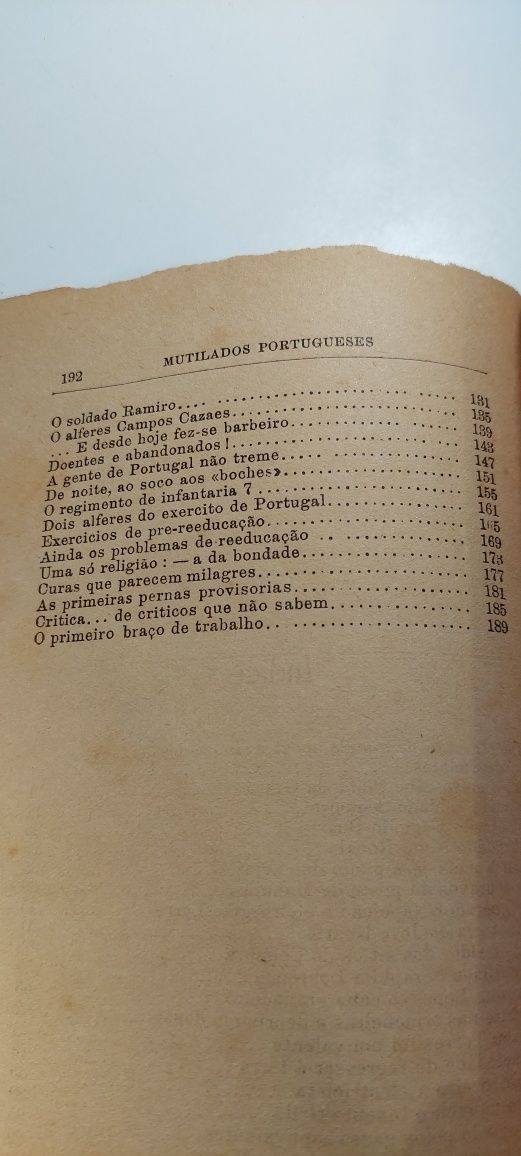 192 MUTILADOS PORTUGUESES
O soldado Ramiro.... .......................... 131
O alferes Campos Cazaes.......................... 135
... E desde hoje fez-se barbeiro.................... 139
Doentes e abandonados !.......................... 143
A gente de Portugal não treme.................... 147
De noite, ao soco aos «boches».................... 151
O regimento de infantaria 7 ...................... 155
Dois alferes do exercito de Portugal................ 161
Exercicios de pre-reeducação...................... 165
Ainda os problemas de reeducação .. .............. 169
Uma só religião : — a da bondade.................. 173
Curas que parecem milagres...................... 177
As primeiras pernas provisorias.................... 181
Critica... de criticos que não sabem................ 185
O primeiro braço de trabalho.. .................... 189